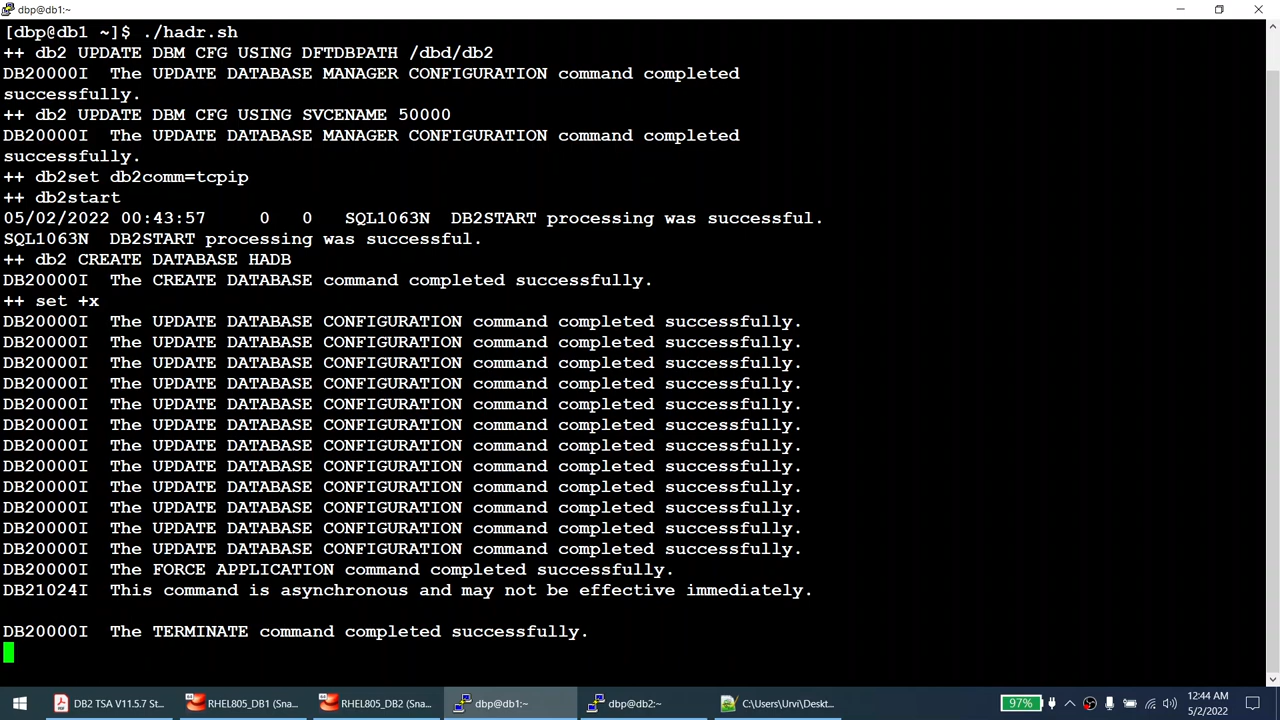 dbp@db1:~
[dbp@db1 ~]$ ./hadr.sh
++ db2 UPDATE DBM CFG USING DFTDBPATH /dbd/db2
DB20000I  The UPDATE DATABASE MANAGER CONFIGURATION command completed
successfully.
++ db2 UPDATE DBM CFG USING SVCENAME 50000
DB20000I  The UPDATE DATABASE MANAGER CONFIGURATION command completed
successfully.
++ db2set db2comm=tcpip
++ db2start
05/02/2022 00:43:57     0   0   SQL1063N  DB2START processing was successful.
SQL1063N  DB2START processing was successful.
++ db2 CREATE DATABASE HADB
DB20000I  The CREATE DATABASE command completed successfully.
++ set +x
DB20000I  The UPDATE DATABASE CONFIGURATION command completed successfully.
DB20000I  The UPDATE DATABASE CONFIGURATION command completed successfully.
DB20000I  The UPDATE DATABASE CONFIGURATION command completed successfully.
DB20000I  The UPDATE DATABASE CONFIGURATION command completed successfully.
DB20000I  The UPDATE DATABASE CONFIGURATION command completed successfully.
DB20000I  The UPDATE DATABASE CONFIGURATION command completed successfully.
DB20000I  The UPDATE DATABASE CONFIGURATION command completed successfully.
DB20000I  The UPDATE DATABASE CONFIGURATION command completed successfully.
DB20000I  The UPDATE DATABASE CONFIGURATION command completed successfully.
DB20000I  The UPDATE DATABASE CONFIGURATION command completed successfully.
DB20000I  The UPDATE DATABASE CONFIGURATION command completed successfully.
DB20000I  The UPDATE DATABASE CONFIGURATION command completed successfully.
DB20000I  The FORCE APPLICATION command completed successfully.
DB21024I  This command is asynchronous and may not be effective immediately.
DB20000I  The TERMINATE command completed successfully.
DB2 TSA V11.5.7 St... RHEL805_DB1 (Sna... RHEL805_DB2 (Sna... dbp@db1:~ dbp@db2:~ C:\Users\Urvi\Deskt... 97% 12:44 AM
5/2/2022